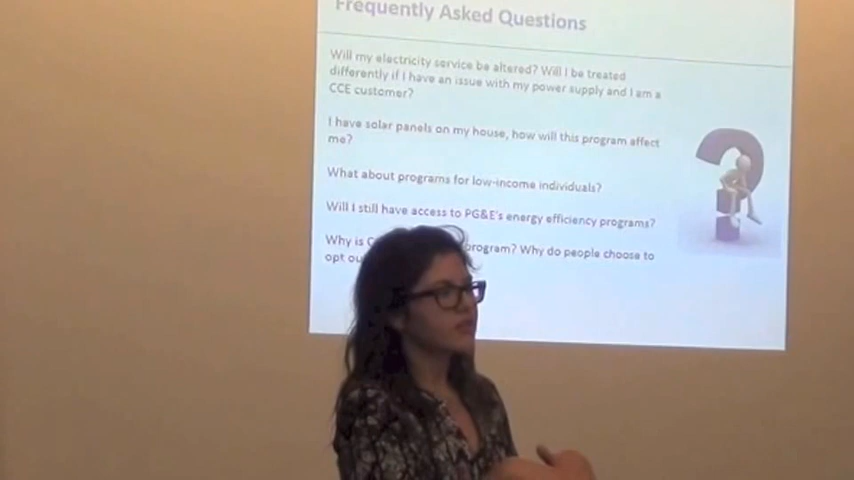 Frequently Asked Questions
Will my electricity service be altered? Will I be treated
differently if I have an issue with my power supply and I am a
CCE customer?
I have solar panels on my house, how will this program affect
me?
What about programs for low-income individuals?
Will I still have access to PG&E's energy efficiency programs?
Why is program? Why do people choose to
opt